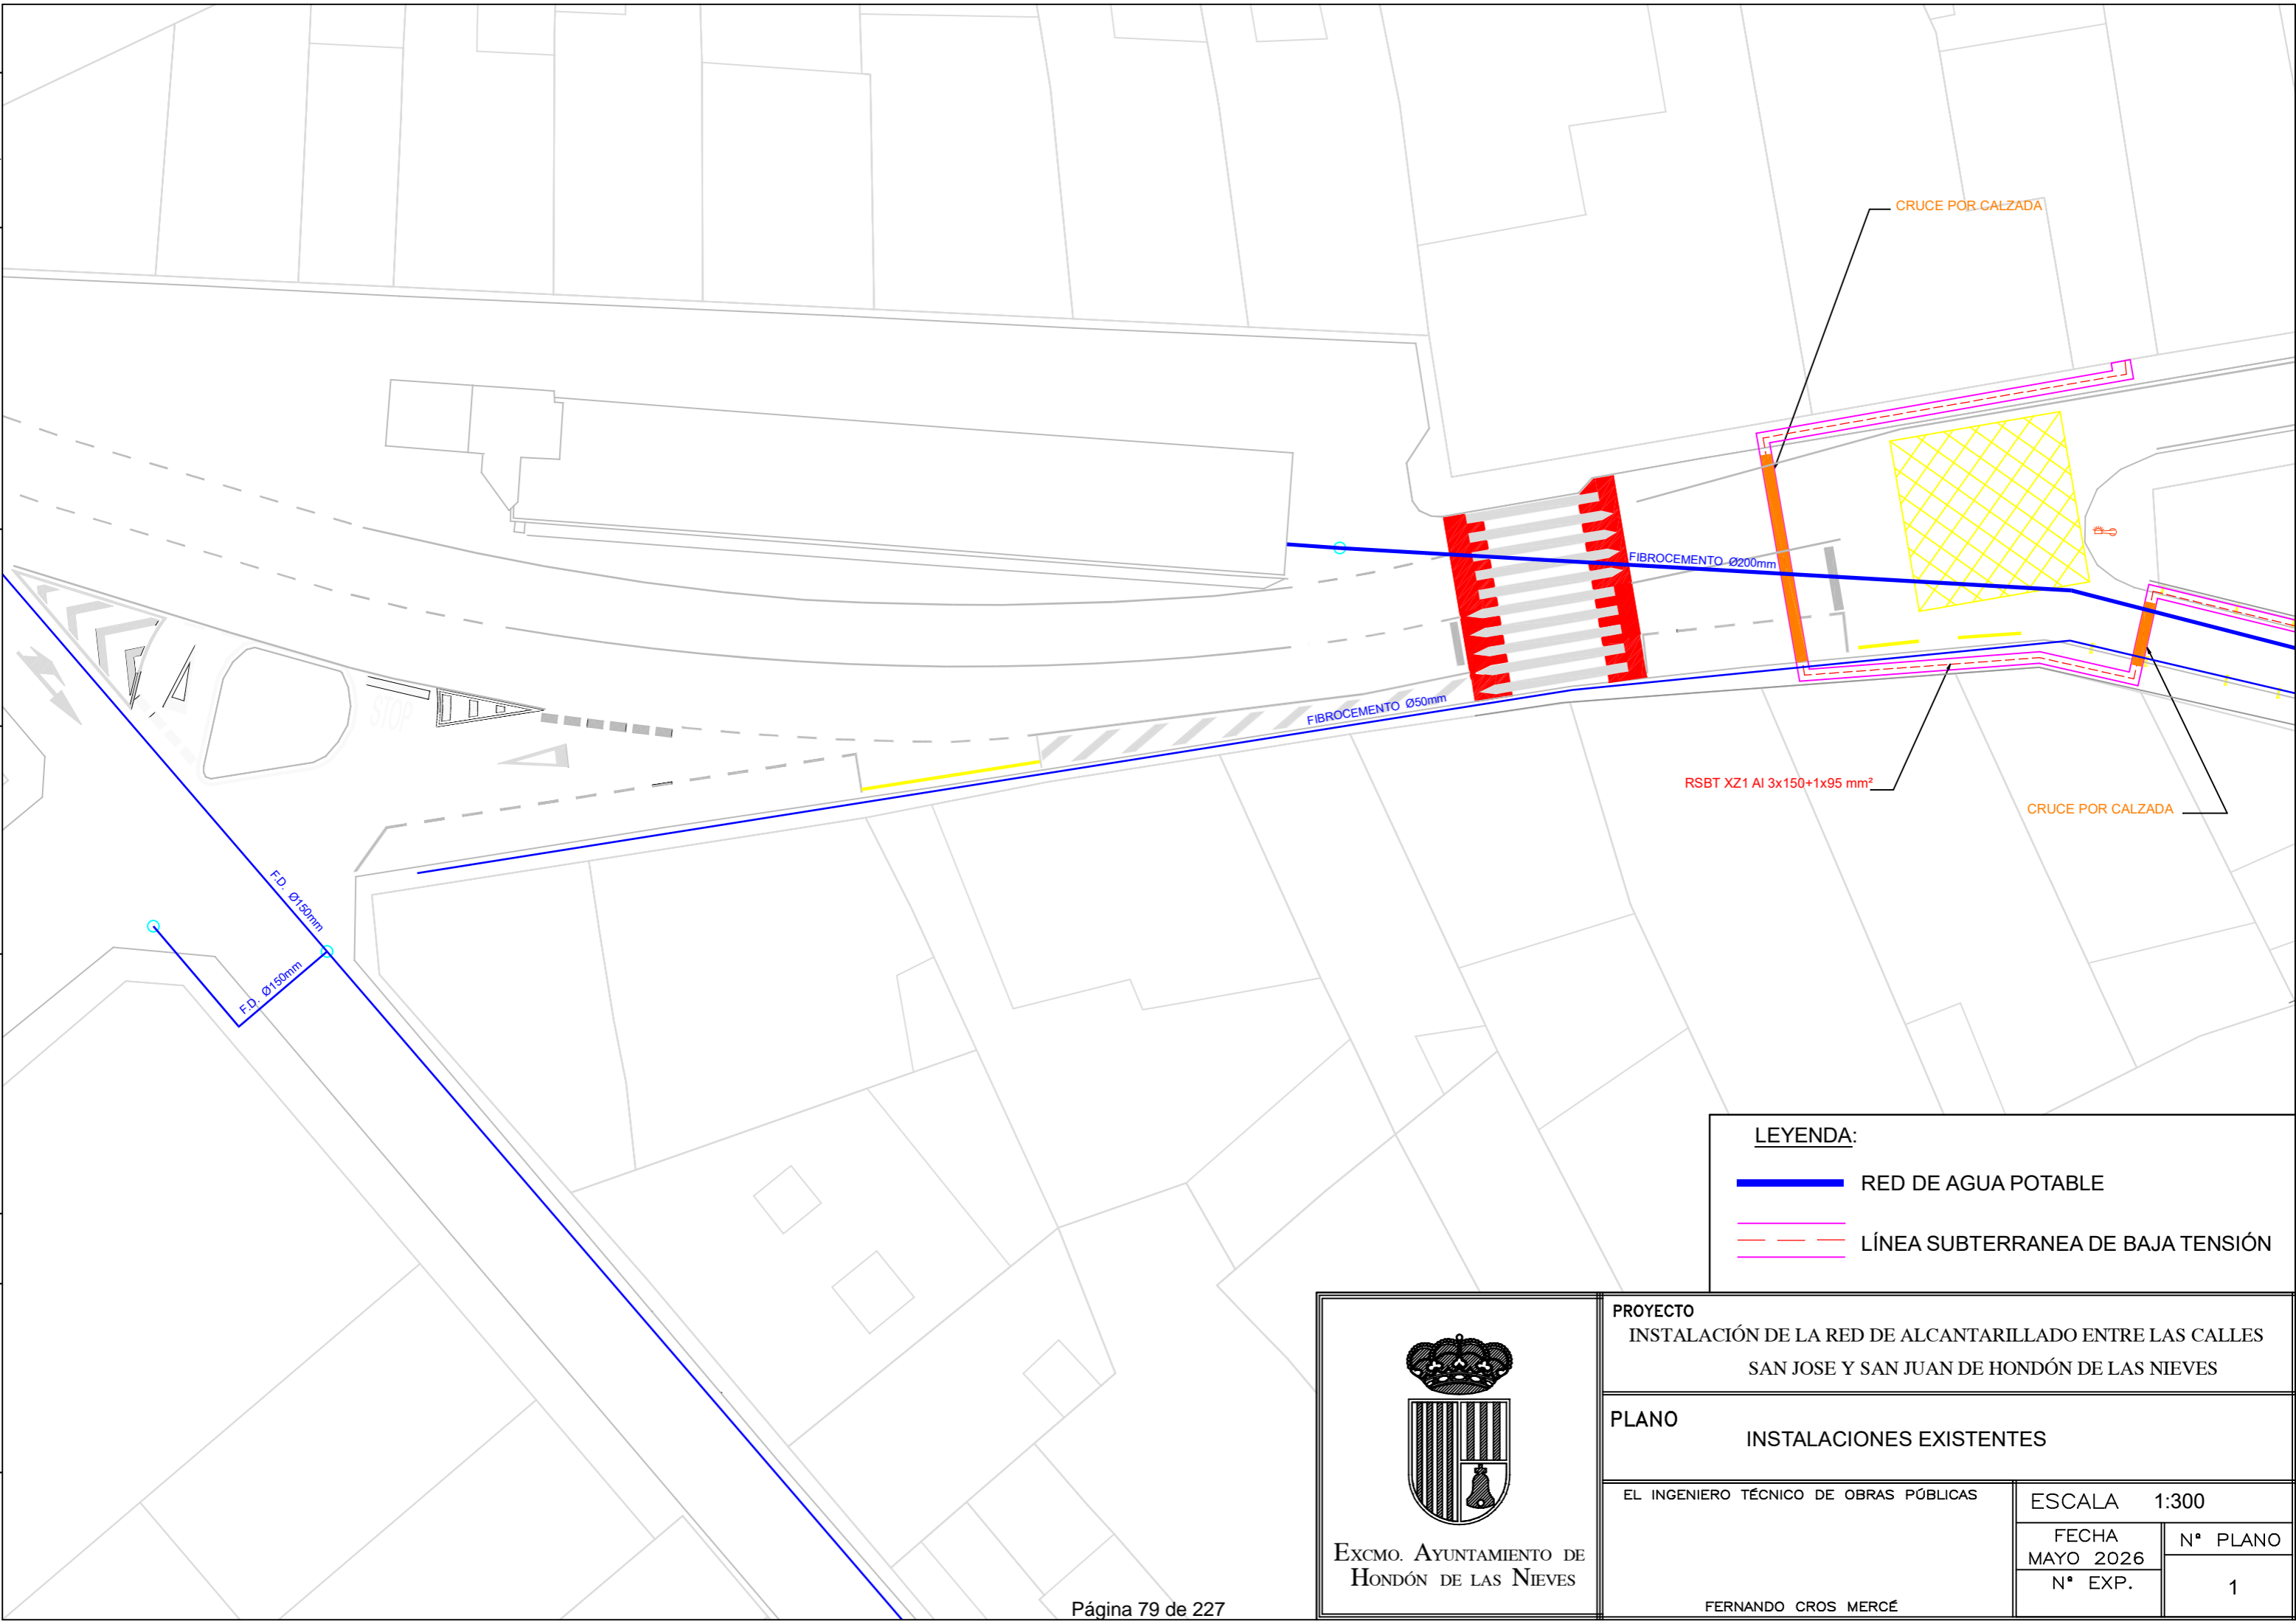 CRUCE POR CALZADA
FIBROCEMENTO Ø200mm
STOP
FIBROCEMENTO Ø50mm
RSBT XZ1 Al 3x150+1x95 mm²
CRUCE POR CALZADA
F.D. Ø150mm
F.D. Ø150mm
LEYENDA:
RED DE AGUA POTABLE
LÍNEA SUBTERRANEA DE BAJA TENSIÓN
PROYECTO
INSTALACIÓN DE LA RED DE ALCANTARILLADO ENTRE LAS CALLES
SAN JOSE Y SAN JUAN DE HONDÓN DE LAS NIEVES
PLANO
INSTALACIONES EXISTENTES
EL INGENIERO TÉCNICO DE OBRAS PÚBLICAS
FERNANDO CROS MERCÉ
ESCALA 1:300
FECHA
MAYO 2026
Nª EXP.
Nª PLANO
1
EXCMO. AYUNTAMIENTO DE
HONDÓN DE LAS NIEVES
Página 79 de 227